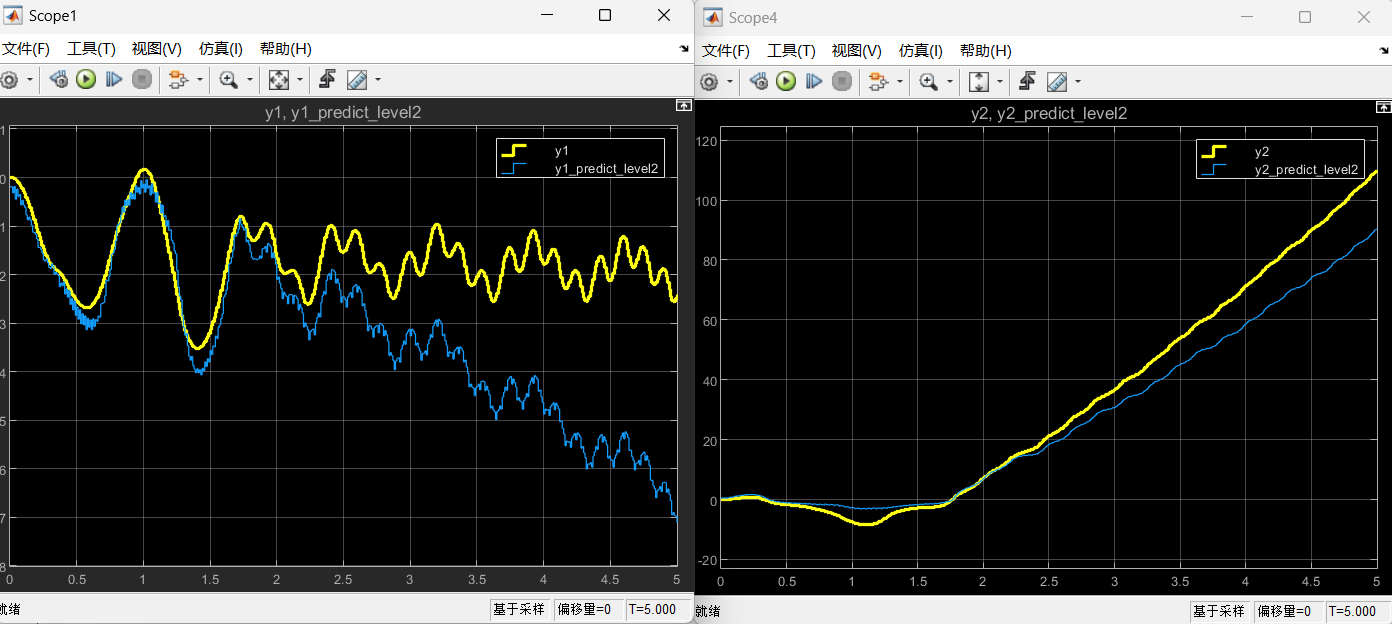 Scope1
文件(F) 工具(T) 视图(V) 仿真(I) 帮助(H)
y1, y1_predict_level2
y1
y1_predict_level2
1
0
1
2
3
4
5
6
7
8
0 0.5 1 1.5 2 2.5 3 3.5 4 4.5 5
就绪 基于采样 偏移量=0 T=5.000
Scope4
文件(F) 工具(T) 视图(V) 仿真(I) 帮助(H)
y2, y2_predict_level2
y2
y2_predict_level2
120
100
80
60
40
20
0
-20
0 0.5 1 1.5 2 2.5 3 3.5 4 4.5 5
就绪 基于采样 偏移量=0 T=5.000